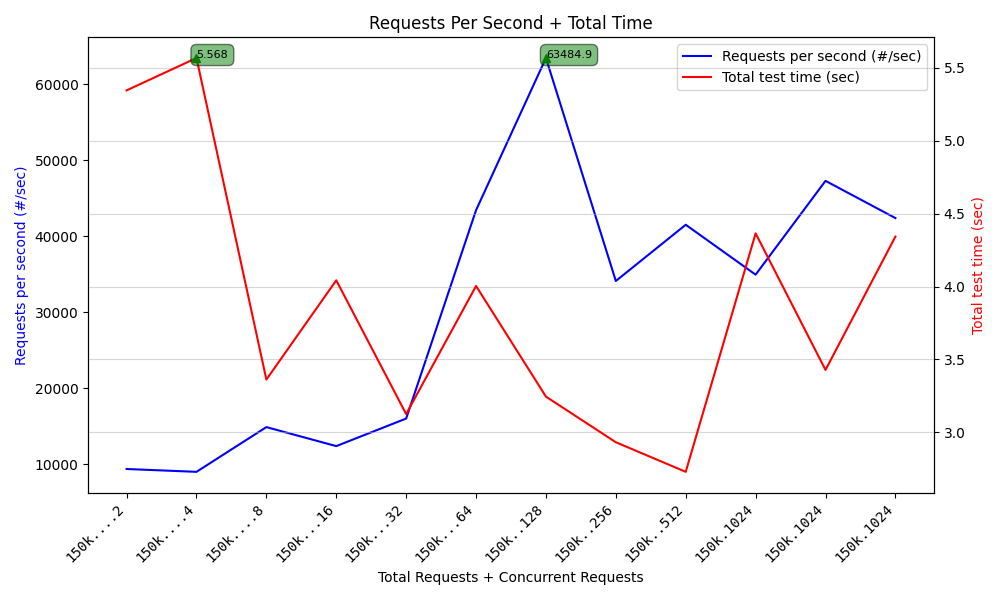 Requests Per Second + Total Time
5.568
63484.9
Requests per second (#/sec)
Total test time (sec)
60000
50000
40000
30000
20000
10000
Requests per second (#/sec)
5.5
5.0
4.5
4.0
3.5
3.0
Total test time (sec)
150k....2
150k....4
150k....8
150k...16
150k...32
150k...64
150k..128
150k..256
150k..512
150k.1024
150k.1024
150k.1024
Total Requests + Concurrent Requests